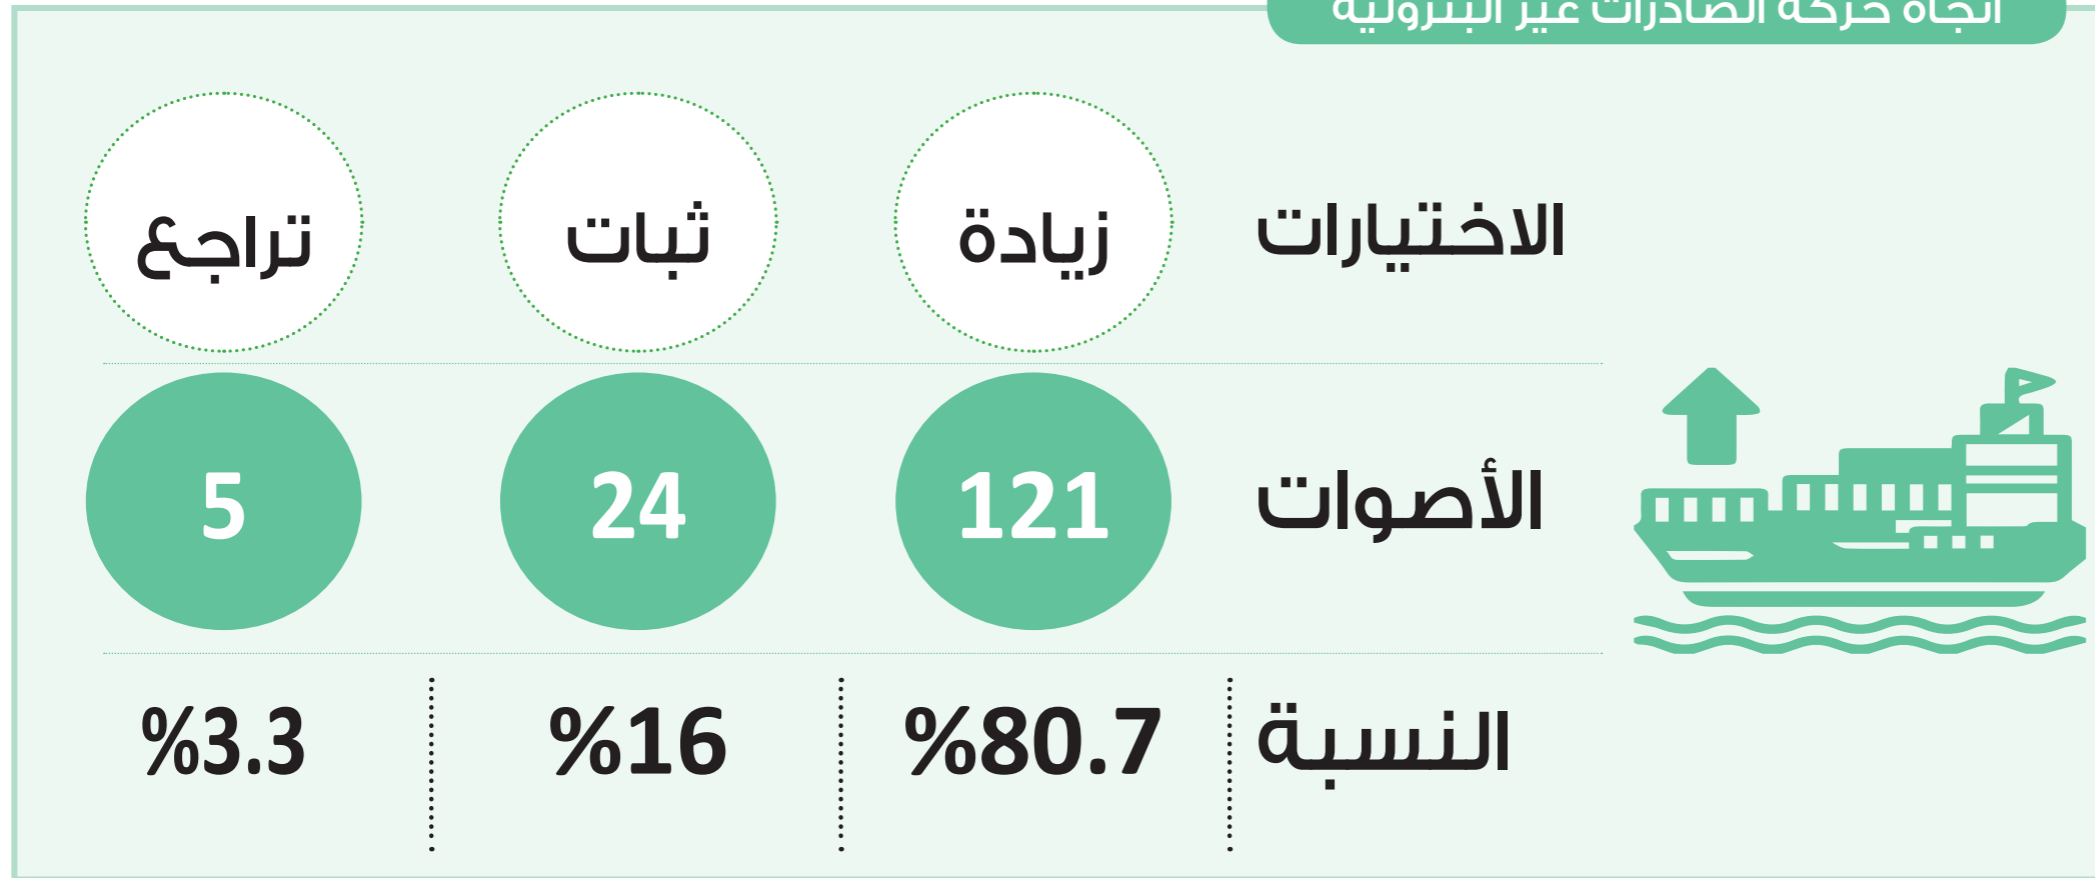 اتجاه حركة الصادرات غير البترولية
الاختيارات زيادة ثبات تراجع
الأصوات 121 24 5
النسبة %80.7 %16 %3.3